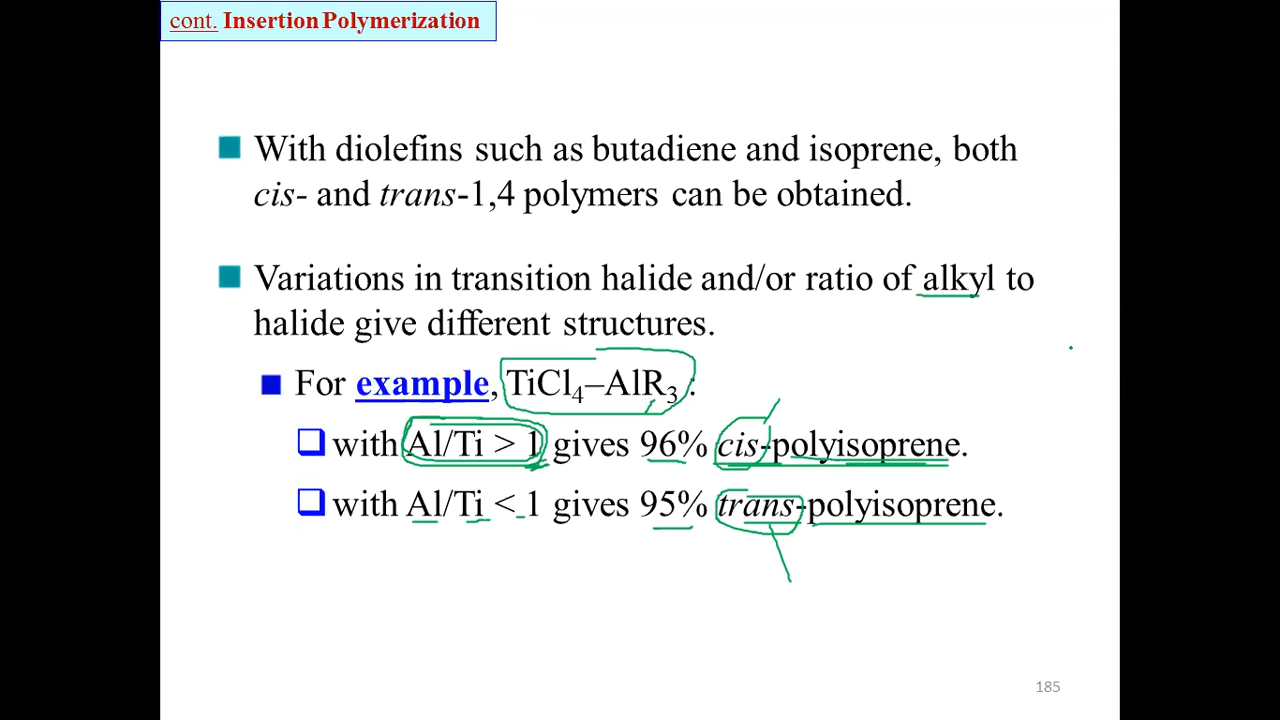 cont. Insertion Polymerization
With diolefins such as butadiene and isoprene, both
cis- and trans-1,4 polymers can be obtained.
Variations in transition halide and/or ratio of alkyl to
halide give different structures.
For example, TiCl₄–AlR₃ :
with Al/Ti > 1 gives 96% cis-polyisoprene.
with Al/Ti < 1 gives 95% trans-polyisoprene.
185